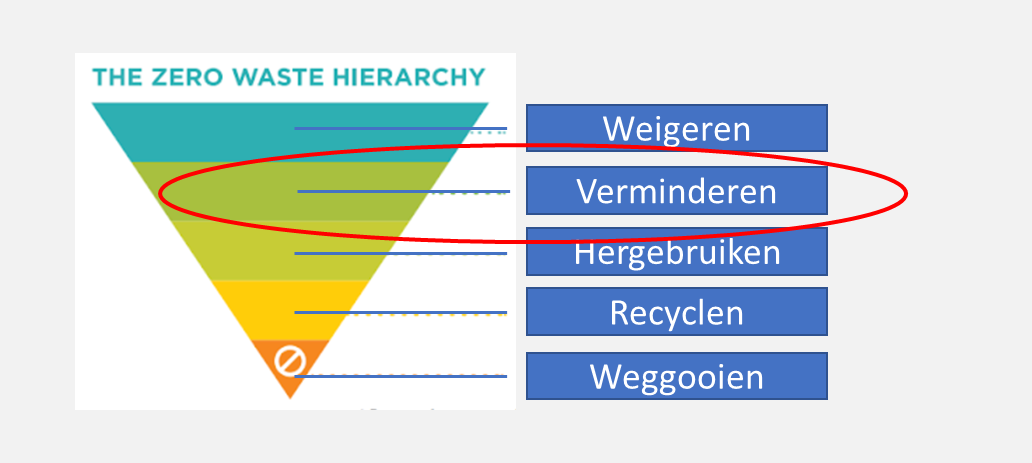 THE ZERO WASTE HIERARCHY
Weigeren
Verminderen
Hergebruiken
Recyclen
Weggooien